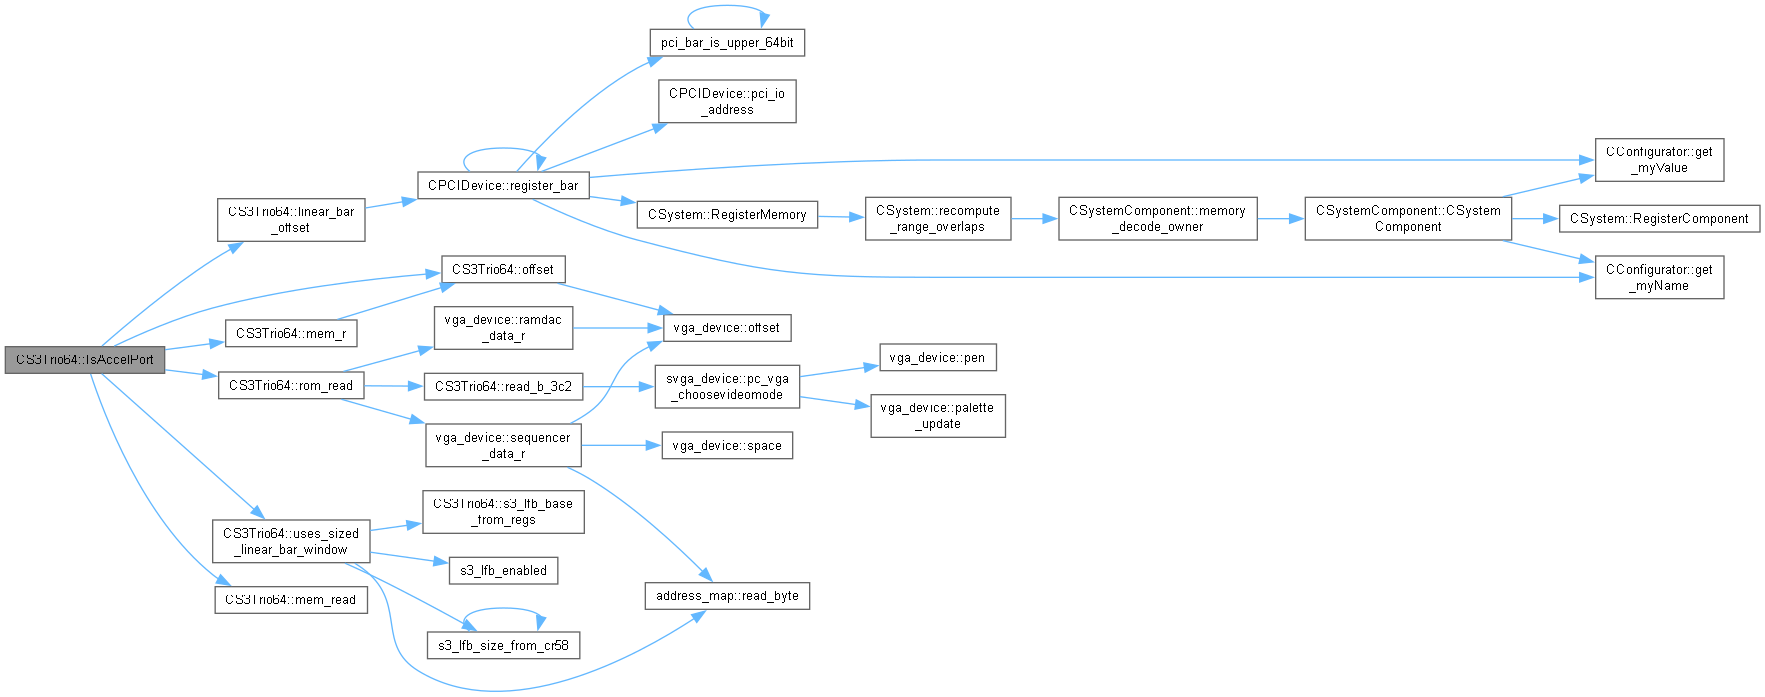 pci_bar_is_upper_64bit
CPCIDevice::pci_io
_address
CConfigurator::get
_myValue
CPCIDevice::register_bar
CS3Trio64::linear_bar
_offset
CSystem::RegisterMemory
CSystem::recompute
_range_overlaps
CSystemComponent::memory
_decode_owner
CSystemComponent::CSystem
Component
CSystem::RegisterComponent
CS3Trio64::offset
CConfigurator::get
_myName
CS3Trio64::mem_r
vga_device::ramdac
_data_r
vga_device::offset
CS3Trio64::IsAccelPort
CS3Trio64::rom_read
CS3Trio64::read_b_3c2
svga_device::pc_vga
_choosevideomode
vga_device::pen
vga_device::palette
_update
vga_device::sequencer
_data_r
vga_device::space
CS3Trio64::s3_lfb_base
_from_regs
CS3Trio64::uses_sized
_linear_bar_window
s3_lfb_enabled
CS3Trio64::mem_read
address_map::read_byte
s3_lfb_size_from_cr58